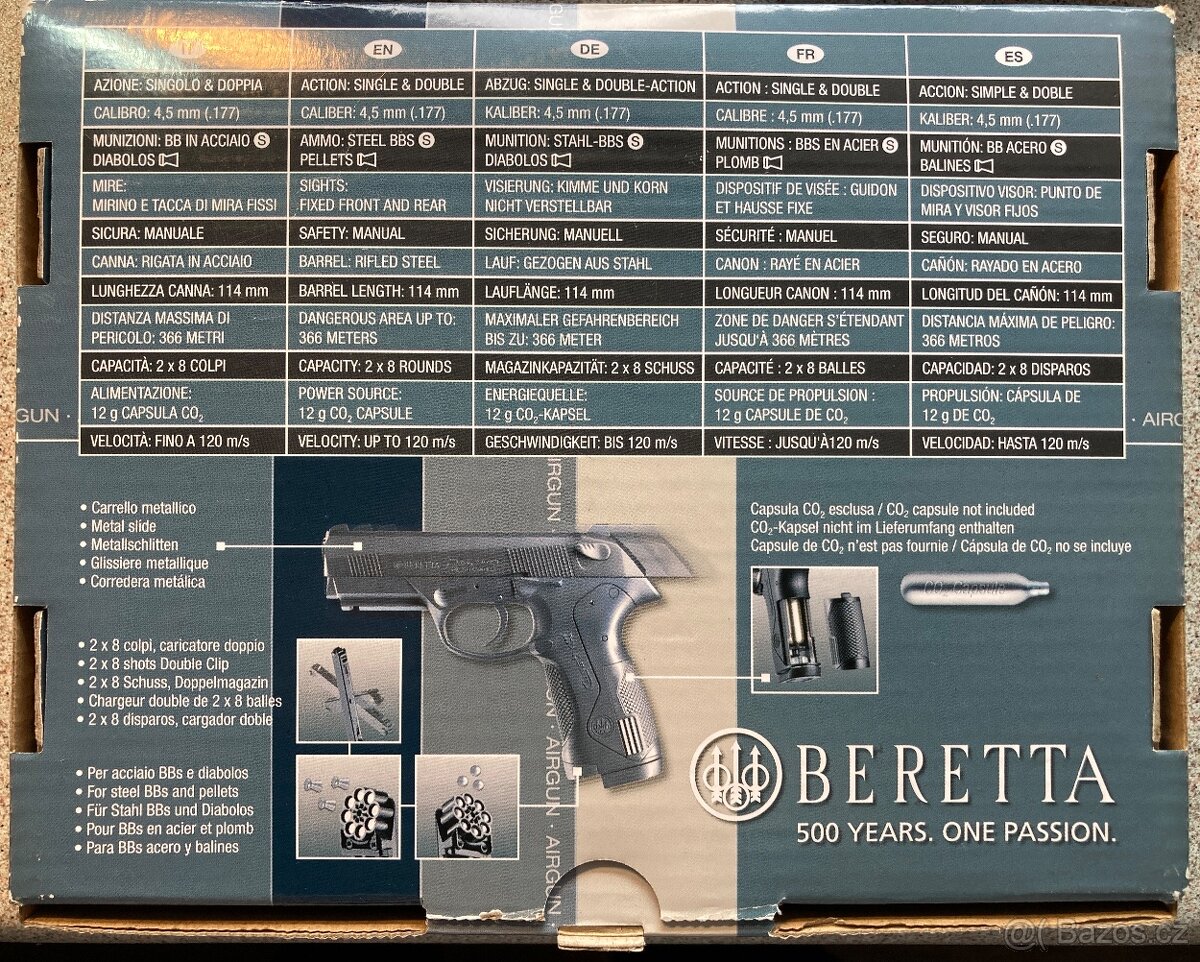 EN
DE
FR
ES
AZIONE: SINGOLO & DOPPIA
ACTION: SINGLE & DOUBLE
ABZUG: SINGLE & DOUBLE-ACTION
ACTION : SINGLE & DOUBLE
ACCION: SIMPLE & DOBLE
CALIBRO: 4,5 mm (.177)
CALIBER: 4,5 mm (.177)
KALIBER: 4,5 mm (.177)
CALIBRE : 4,5 mm (.177)
KALIBER: 4,5 mm (.177)
MUNIZIONI: BB IN ACCIAIO S
DIABOLOS
AMMO: STEEL BBS S
PELLETS
MUNITION: STAHL-BBS S
DIABOLOS
MUNITIONS : BBS EN ACIER S
PLOMB
MUNITIÓN: BB ACERO S
BALINES
MIRE:
MIRINO E TACCA DI MIRA FISSI
SIGHTS:
FIXED FRONT AND REAR
VISIERUNG: KIMME UND KORN
NICHT VERSTELLBAR
DISPOSITIF DE VISÉE : GUIDON
ET HAUSSE FIXE
DISPOSITIVO VISOR: PUNTO DE
MIRA Y VISOR FIJOS
SICURA: MANUALE
SAFETY: MANUAL
SICHERUNG: MANUELL
SÉCURITÉ : MANUEL
SEGURO: MANUAL
CANNA: RIGATA IN ACCIAIO
BARREL: RIFLED STEEL
LAUF: GEZOGEN AUS STAHL
CANON : RAYÉ EN ACIER
CAÑÓN: RAYADO EN ACERO
LUNGHEZZA CANNA: 114 mm
BARREL LENGTH: 114 mm
LAUFLÄNGE: 114 mm
LONGUEUR CANON : 114 mm
LONGITUD DEL CAÑÓN: 114 mm
DISTANZA MASSIMA DI
PERICOLO: 366 METRI
DANGEROUS AREA UP TO:
366 METERS
MAXIMALER GEFAHRENBEREICH
BIS ZU: 366 METER
ZONE DE DANGER S'ÉTENDANT
JUSQU'À 366 MÈTRES
DISTANCIA MÁXIMA DE PELIGRO:
366 METROS
CAPACITÀ: 2 x 8 COLPI
CAPACITY: 2 x 8 ROUNDS
MAGAZINKAPAZITÄT: 2 x 8 SCHUSS
CAPACITÉ : 2 x 8 BALLES
CAPACIDAD: 2 x 8 DISPAROS
ALIMENTAZIONE:
12 g CAPSULA CO₂
POWER SOURCE:
12 g CO₂ CAPSULE
ENERGIEQUELLE:
12 g CO₂-KAPSEL
SOURCE DE PROPULSION :
12 g CAPSULE DE CO₂
PROPULSIÓN: CÁPSULA DE
12 g DE CO₂
VELOCITÀ: FINO A 120 m/s
VELOCITY: UP TO 120 m/s
GESCHWINDIGKEIT: BIS 120 m/s
VITESSE : JUSQU'À120 m/s
VELOCIDAD: HASTA 120 m/s
GUN ·
· AIRG
IRGUN
• Carrello metallico
• Metal slide
• Metallschlitten
• Glissiere metallique
• Corredera metálica
Capsula CO₂ esclusa / CO₂ capsule not included
CO₂-Kapsel nicht im Lieferumfang enthalten
Capsule de CO₂ n'est pas fournie / Cápsula de CO₂ no se incluye
CO₂ Capsule
BERETTA
• 2 x 8 colpi, caricatore doppio
• 2 x 8 shots Double Clip
• 2 x 8 Schuss, Doppelmagazin
• Chargeur double de 2 x 8 balles
• 2 x 8 disparos, cargador doble
• Per acciaio BBs e diabolos
• For steel BBs and pellets
• Für Stahl BBs und Diabolos
• Pour BBs en acier et plomb
• Para BBs acero y balines
GUN · AIRGUN · AIRGUN ·
BERETTA
500 YEARS. ONE PASSION.
@( Bazos.cz